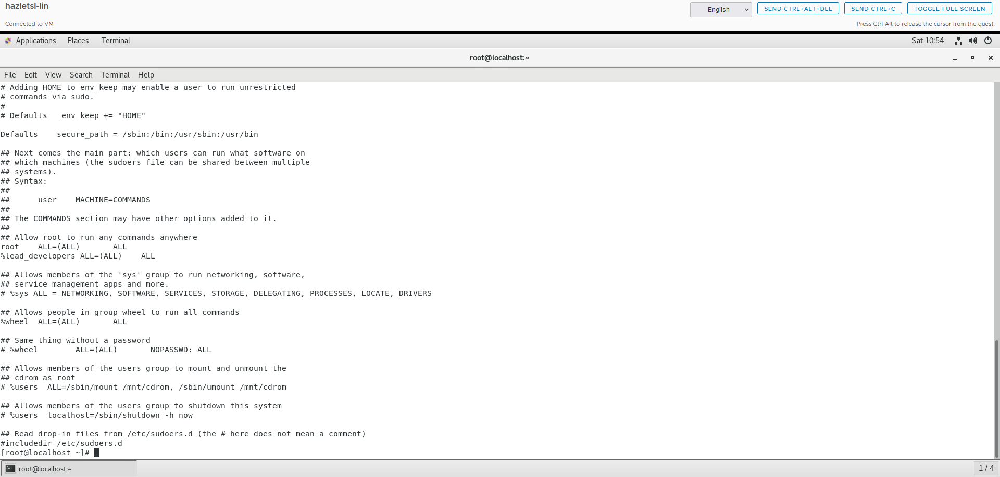 hazletsl-lin
English
SEND CTRL+ALT+DEL
SEND CTRL+C
TOGGLE FULL SCREEN
Connected to VM
Press Ctrl-Alt to release the cursor from the guest.
Applications Places Terminal
Sat 10:54
root@localhost:~
File Edit View Search Terminal Help
# Adding HOME to env_keep may enable a user to run unrestricted
# commands via sudo.
#
# Defaults   env_keep += "HOME"

Defaults    secure_path = /sbin:/bin:/usr/sbin:/usr/bin

## Next comes the main part: which users can run what software on
## which machines (the sudoers file can be shared between multiple
## systems).
## Syntax:
##
##      user    MACHINE=COMMANDS
##
## The COMMANDS section may have other options added to it.
##
## Allow root to run any commands anywhere
root    ALL=(ALL)       ALL
%lead_developers ALL=(ALL)    ALL

## Allows members of the 'sys' group to run networking, software,
## service management apps and more.
# %sys ALL = NETWORKING, SOFTWARE, SERVICES, STORAGE, DELEGATING, PROCESSES, LOCATE, DRIVERS

## Allows people in group wheel to run all commands
%wheel  ALL=(ALL)       ALL

## Same thing without a password
# %wheel        ALL=(ALL)       NOPASSWD: ALL

## Allows members of the users group to mount and unmount the
## cdrom as root
# %users  ALL=/sbin/mount /mnt/cdrom, /sbin/umount /mnt/cdrom

## Allows members of the users group to shutdown this system
# %users  localhost=/sbin/shutdown -h now

## Read drop-in files from /etc/sudoers.d (the # here does not mean a comment)
#includedir /etc/sudoers.d
[root@localhost ~]#
root@localhost:~
1 / 4